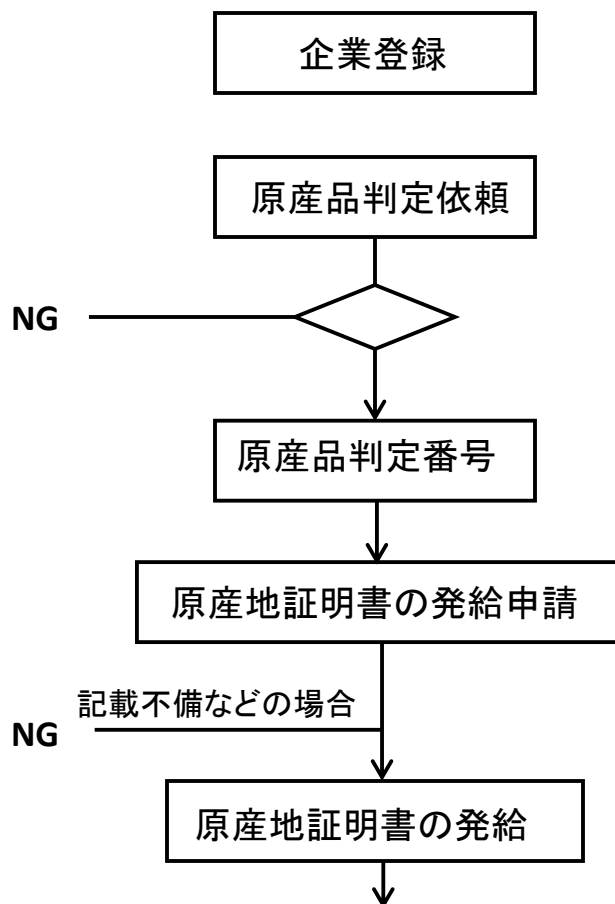 企業登録
原産品判定依頼
NG
原産品判定番号
原産地証明書の発給申請
記載不備などの場合
NG
原産地証明書の発給